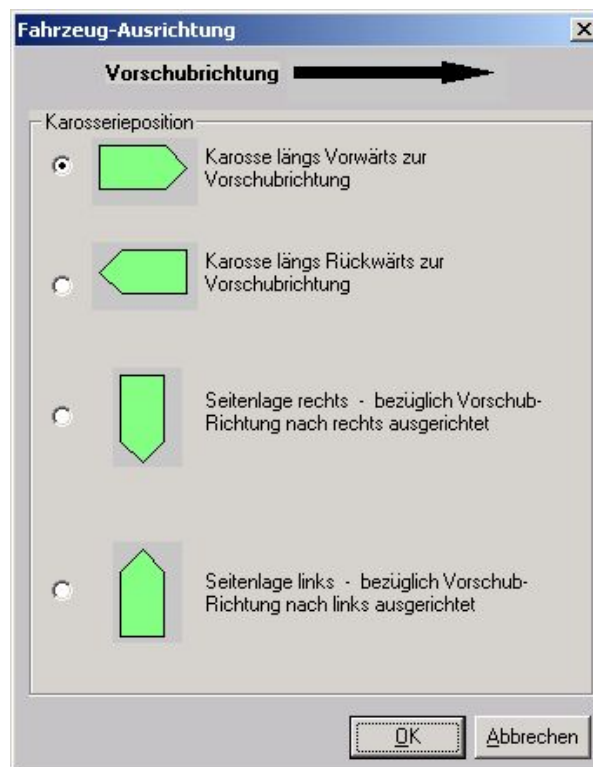 Fahrzeug-Ausrichtung
Vorschubrichtung
Karosserieposition
Karosse längs Vorwärts zur
Vorschubrichtung
Karosse längs Rückwärts zur
Vorschubrichtung
Seitenlage rechts - bezüglich Vorschub-
Richtung nach rechts ausgerichtet
Seitenlage links - bezüglich Vorschub-
Richtung nach links ausgerichtet
OK
Abbrechen